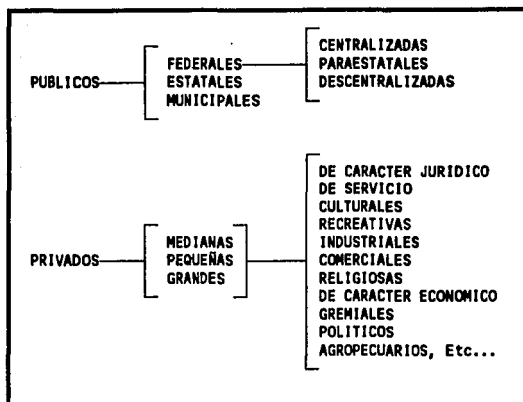 PUBLICOS
FEDERALES
ESTATALES
MUNICIPALES
CENTRALIZADAS
PARAESTATALES
DESCENTRALIZADAS
PRIVADOS
MEDIANAS
PEQUEÑAS
GRANDES
DE CARACTER JURIDICO
DE SERVICIO
CULTURALES
RECREATIVAS
INDUSTRIALES
COMERCIALES
RELIGIOSAS
DE CARACTER ECONOMICO
GREMIALES
POLITICOS
AGROPECUARIOS, Etc...